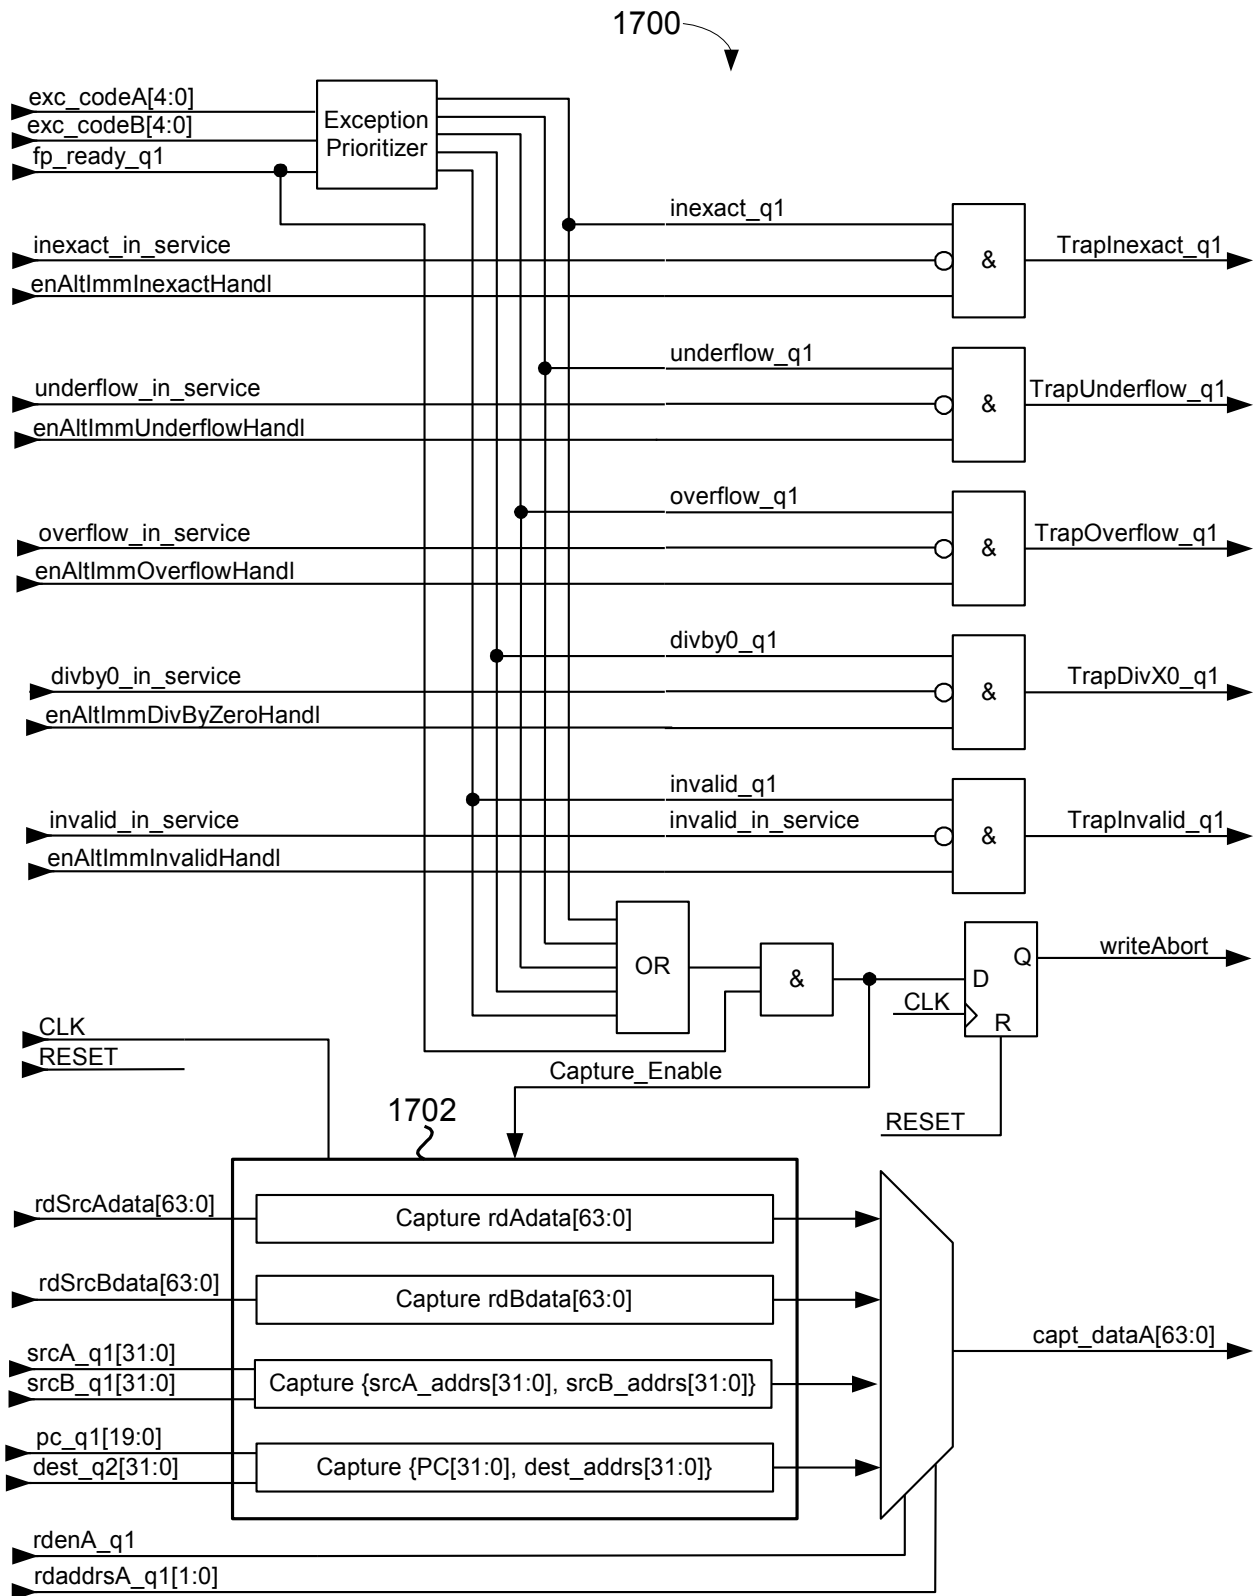 1700
exc_codeA[4:0]
exc_codeB[4:0]
fp_ready_q1
Exception
Prioritizer
inexact_q1
inexact_in_service
enAltImmInexactHandl
&
TrapInexact_q1
underflow_q1
underflow_in_service
enAltImmUnderflowHandl
&
TrapUnderflow_q1
overflow_q1
overflow_in_service
enAltImmOverflowHandl
&
TrapOverflow_q1
divby0_q1
divby0_in_service
enAltImmDivByZeroHandl
&
TrapDivX0_q1
invalid_q1
invalid_in_service
invalid_in_service
enAltImmInvalidHandl
&
TrapInvalid_q1
OR
&
D
Q
R
CLK
writeAbort
CLK
RESET
Capture_Enable
RESET
1702
rdSrcAdata[63:0]
Capture rdAdata[63:0]
rdSrcBdata[63:0]
Capture rdBdata[63:0]
srcA_q1[31:0]
srcB_q1[31:0]
Capture {srcA_addrs[31:0], srcB_addrs[31:0]}
capt_dataA[63:0]
pc_q1[19:0]
dest_q2[31:0]
Capture {PC[31:0], dest_addrs[31:0]}
rdenA_q1
rdaddrsA_q1[1:0]